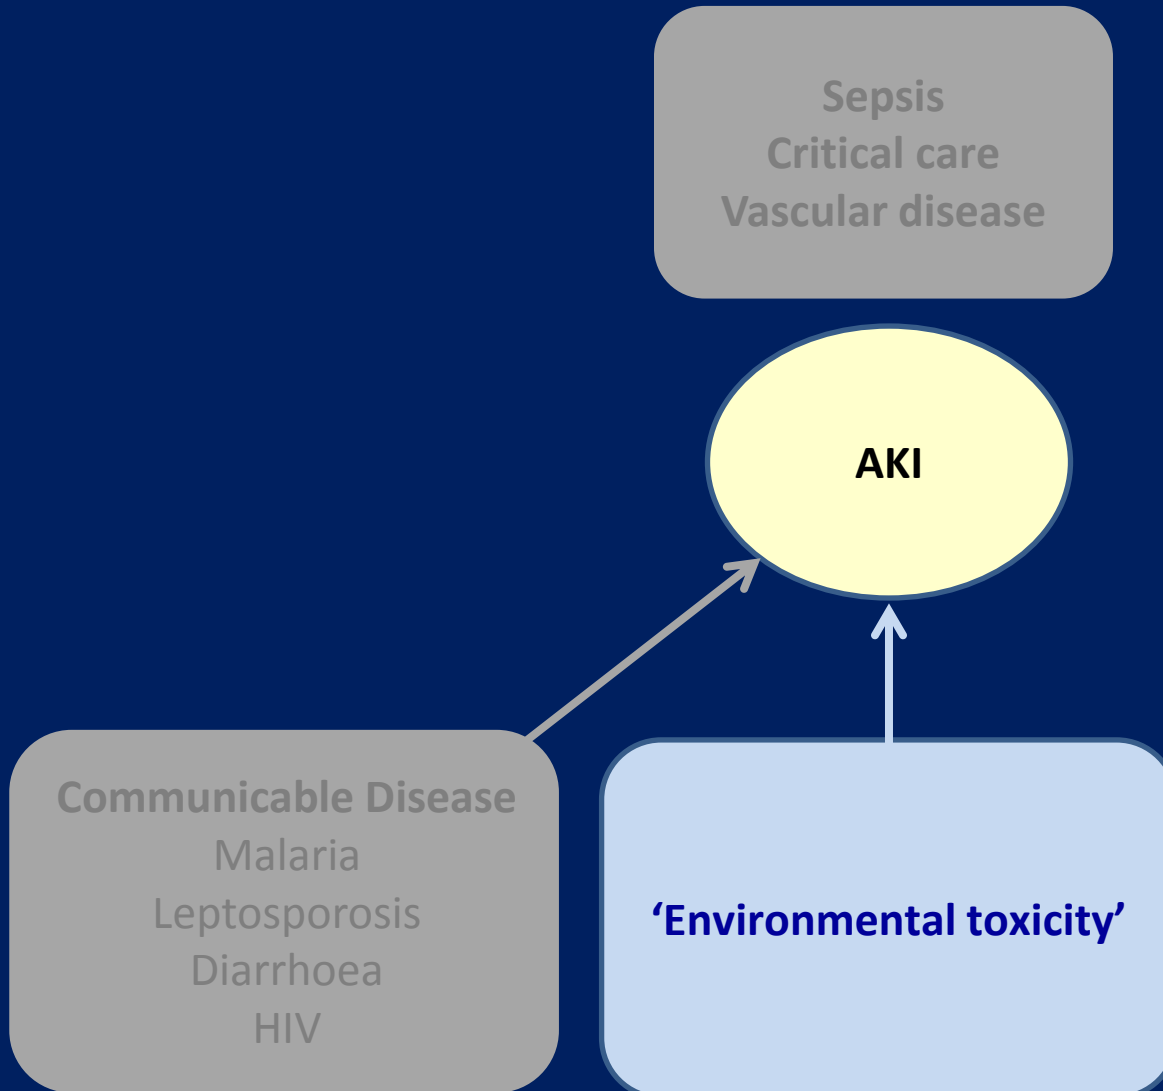 Sepsis
Critical care
Vascular disease
AKI
Communicable Disease
Malaria
Leptosporosis
Diarrhoea
HIV
‘Environmental toxicity’